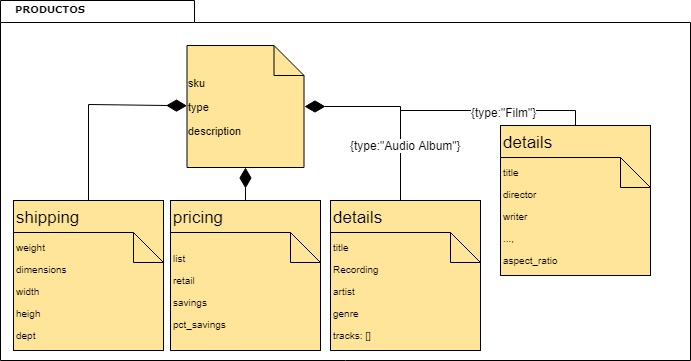 PRODUCTOS
sku
type
description
{type:"Film"}
{type:"Audio Album"}
details
title
director
writer
...,
aspect_ratio
shipping
weight
dimensions
width
heigh
dept
pricing
list
retail
savings
pct_savings
details
title
Recording
artist
genre
tracks: []